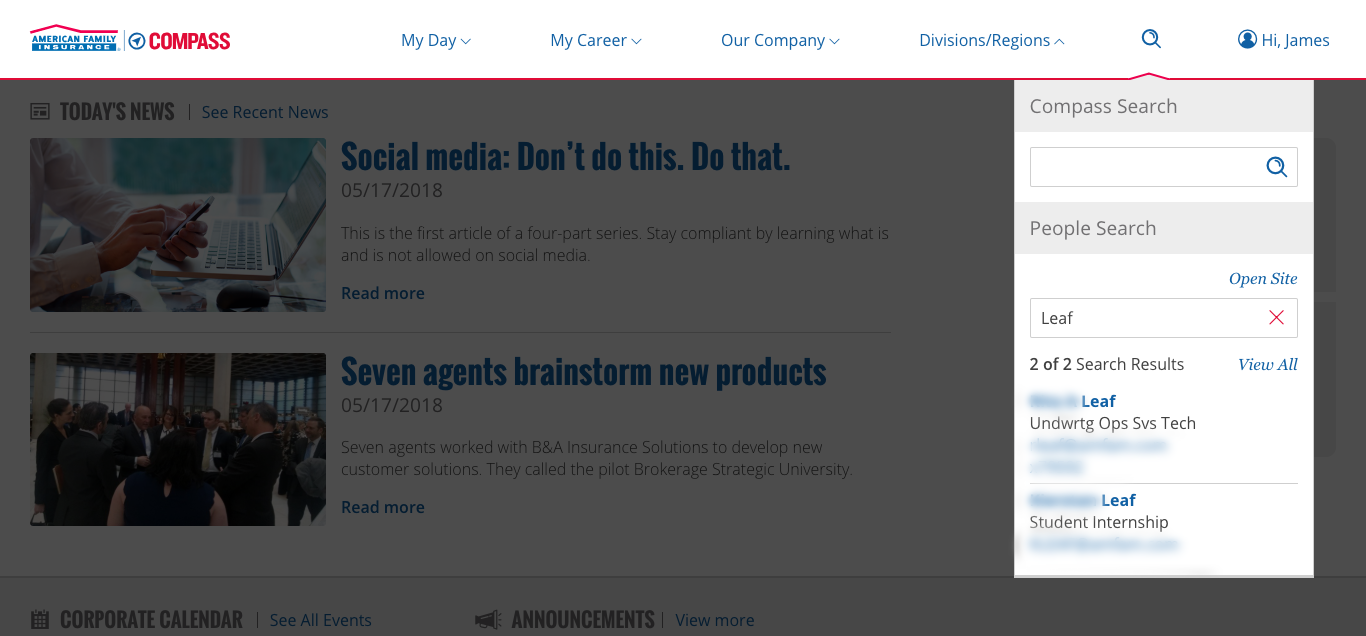 AMERICAN FAMILY
INSURANCE
COMPASS
My Day
My Career
Our Company
Divisions/Regions
Hi, James
TODAY'S NEWS | See Recent News
Social media: Don't do this. Do that.
05/17/2018
This is the first article of a four-part series. Stay compliant by learning what is
and is not allowed on social media.
Read more
Seven agents brainstorm new products
05/17/2018
Seven agents worked with B&A Insurance Solutions to develop new
customer solutions. They called the pilot Brokerage Strategic University.
Read more
CORPORATE CALENDAR | See All Events
ANNOUNCEMENTS | View more
Compass Search
People Search
Open Site
Leaf
2 of 2 Search Results
View All
Leaf
Undwrtg Ops Svs Tech
Leaf
Student Internship